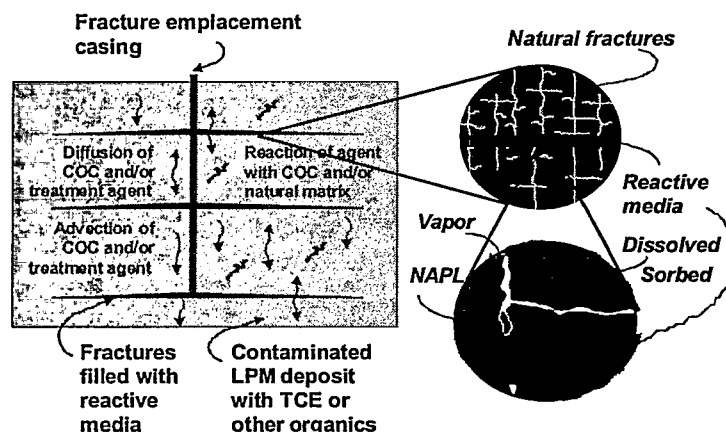 Fracture emplacement
casing
Natural fractures
Diffusion of
COC and/or
treatment agent
Reaction of agent
with COC and/or
natural matrix
Advection of
COC and/or
treatment agent
Reactive
media
Vapor
NAPL
Dissolved
Sorbed
Fractures
filled with
reactive
media
Contaminated
LPM deposit
with TCE or
other organics